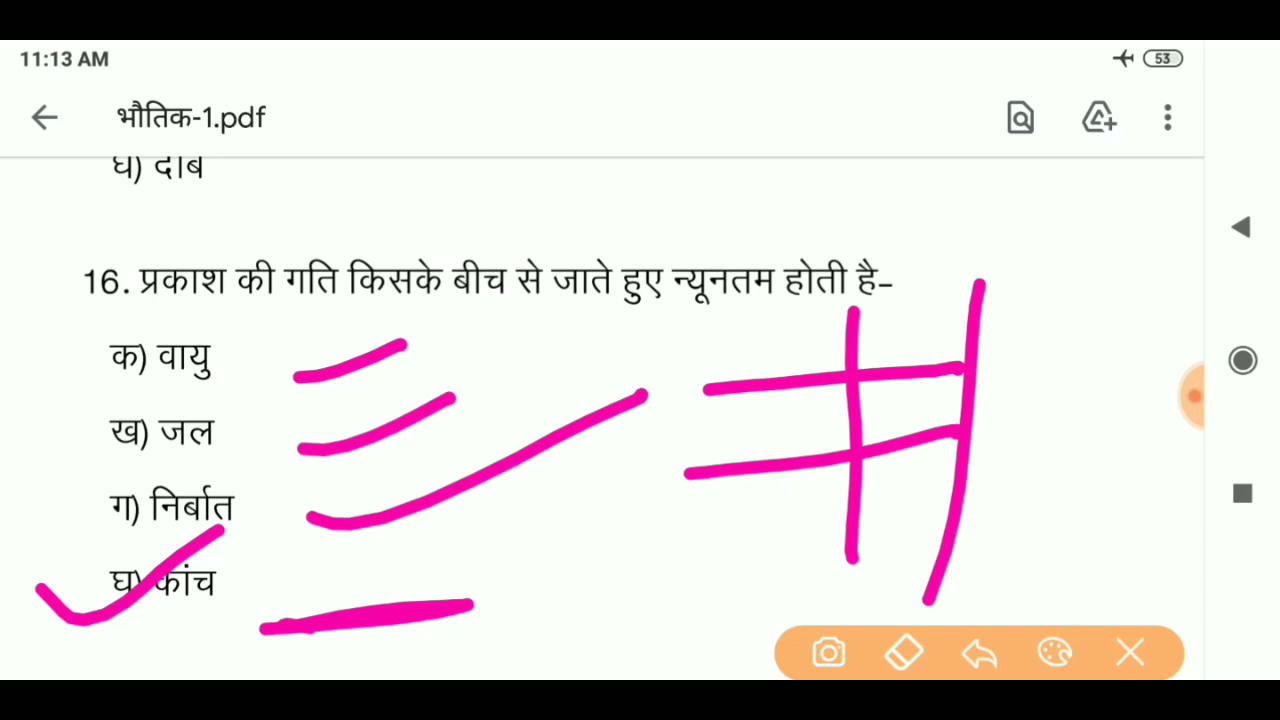 11:13 AM
53
भौतिक-1.pdf
घ) दाब
16. प्रकाश की गति किसके बीच से जाते हुए न्यूनतम होती है-
क) वायु
ख) जल
ग) निर्बात
घ) कांच